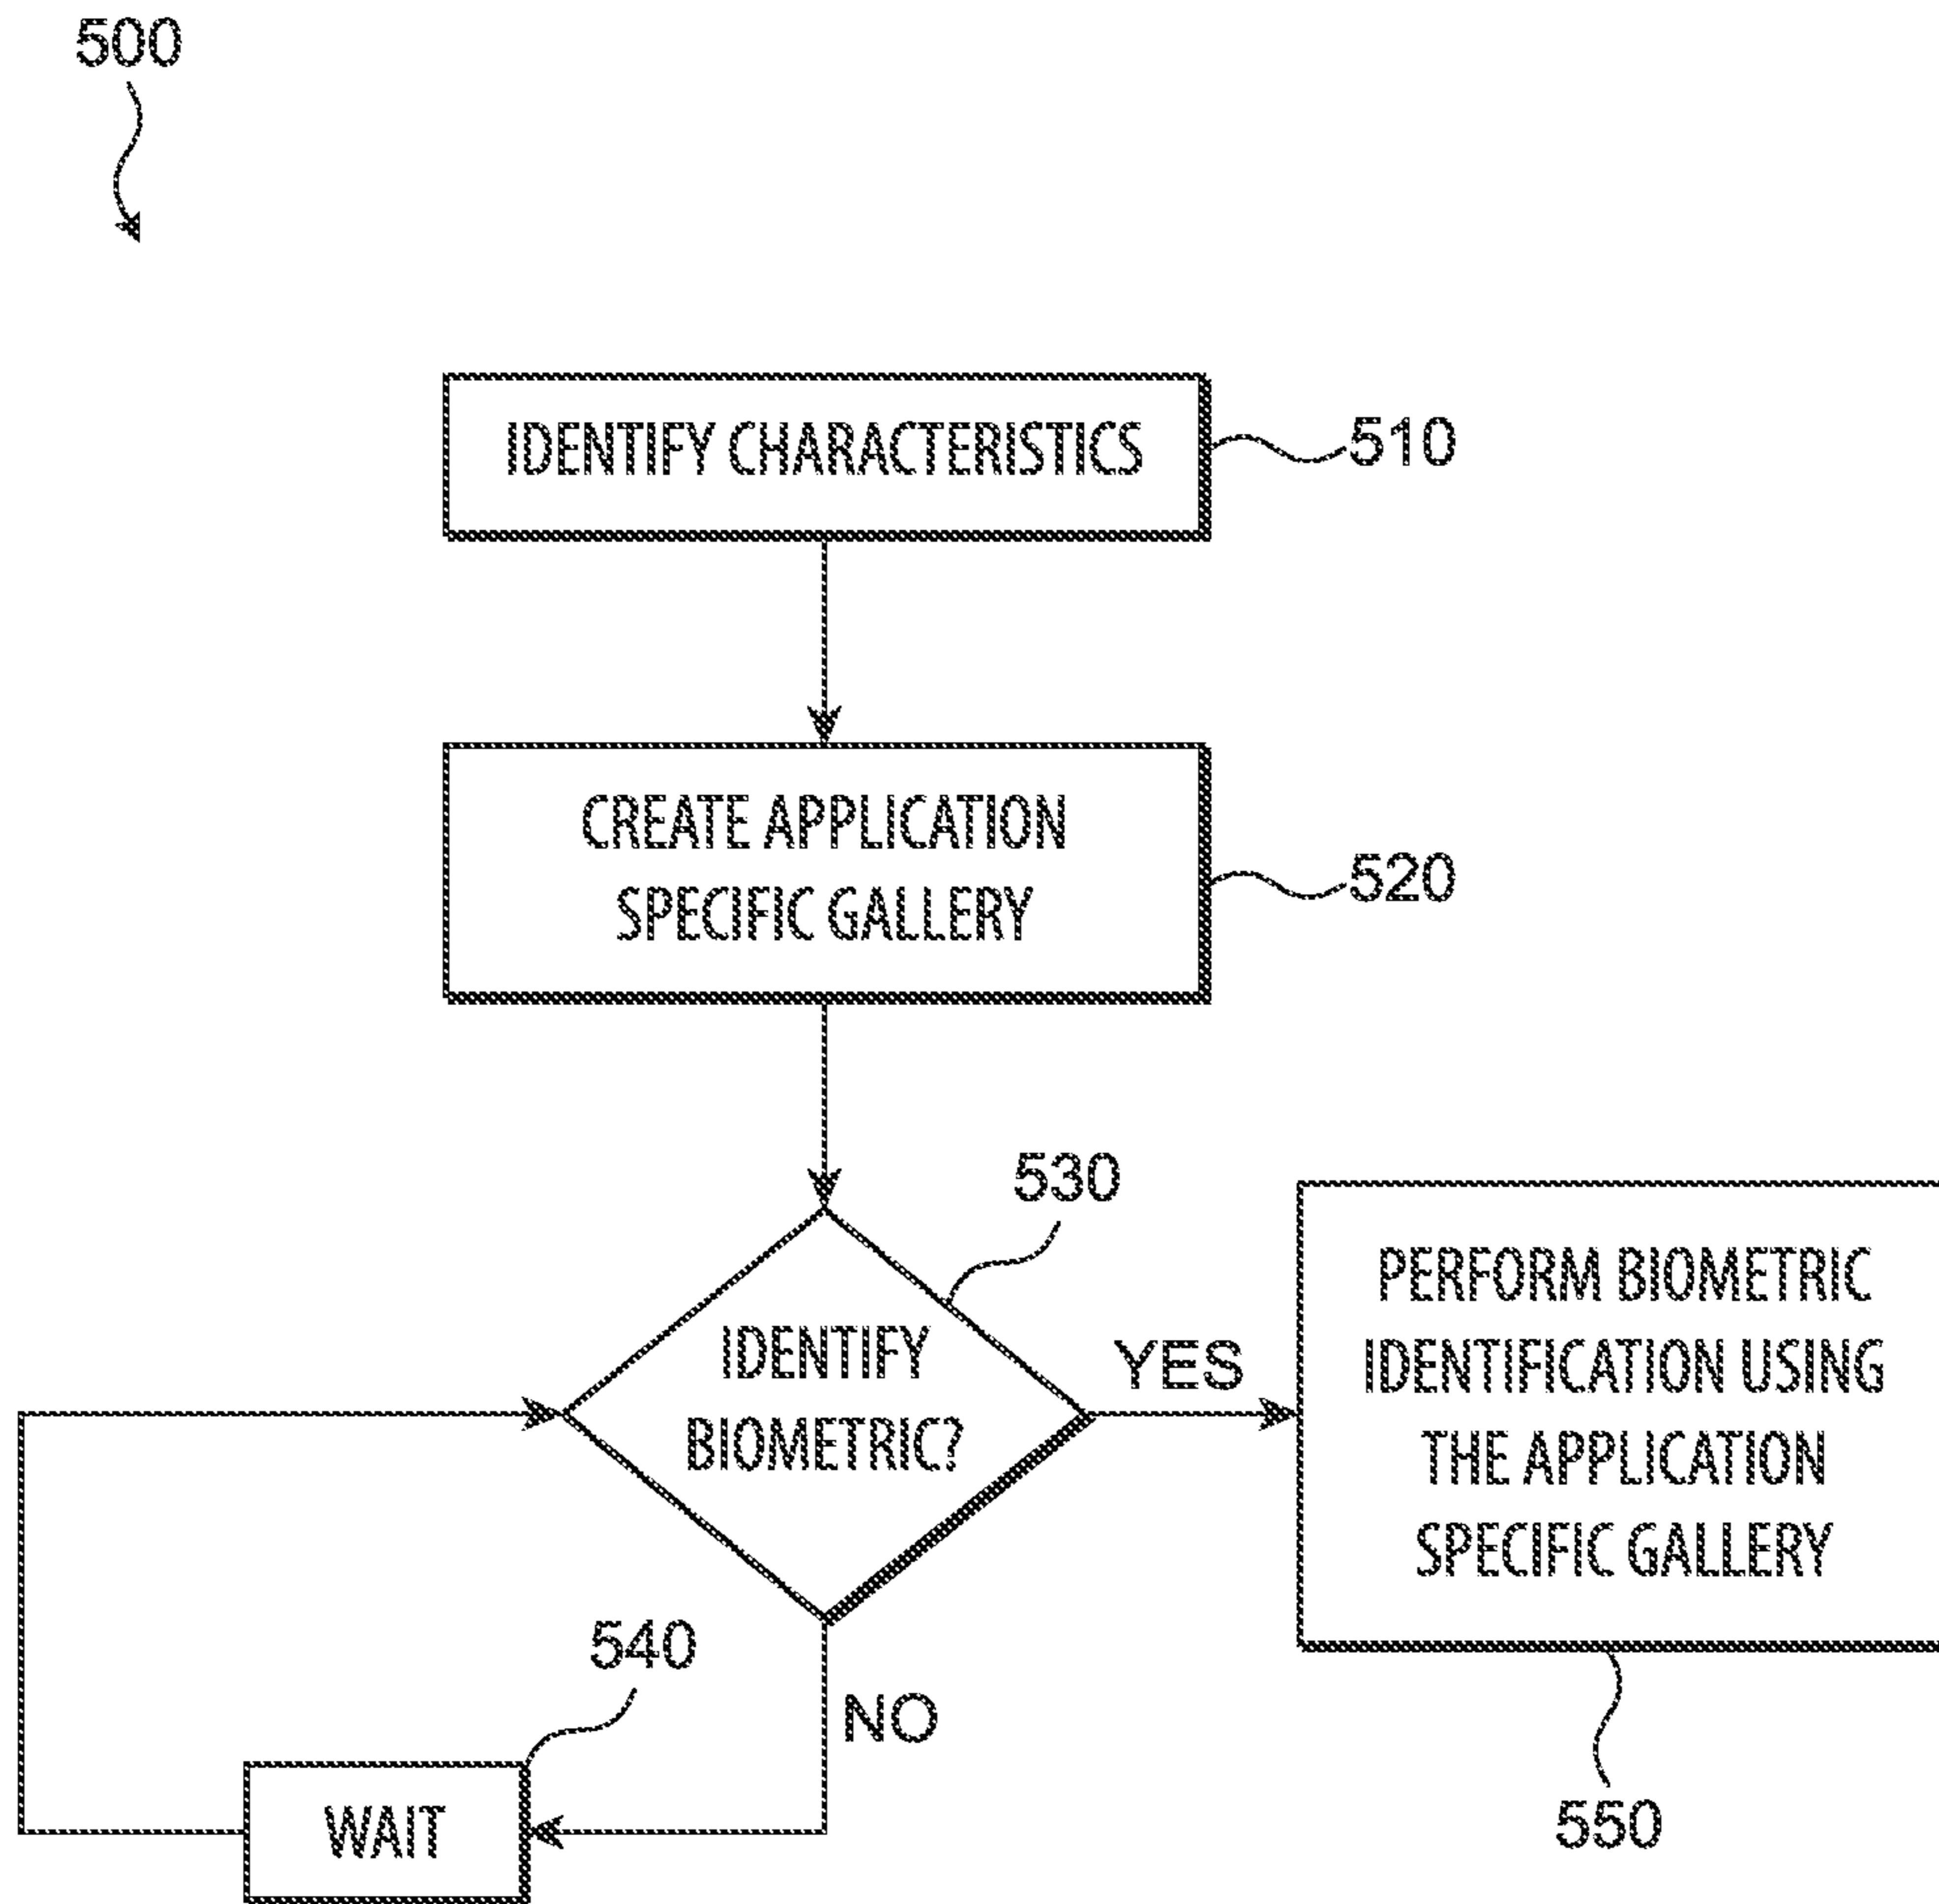 500
IDENTIFY CHARACTERISTICS
510
CREATE APPLICATION
SPECIFIC GALLERY
520
530
IDENTIFY
BIOMETRIC?
YES
PERFORM BIOMETRIC
IDENTIFICATION USING
THE APPLICATION
SPECIFIC GALLERY
550
NO
540
WAIT